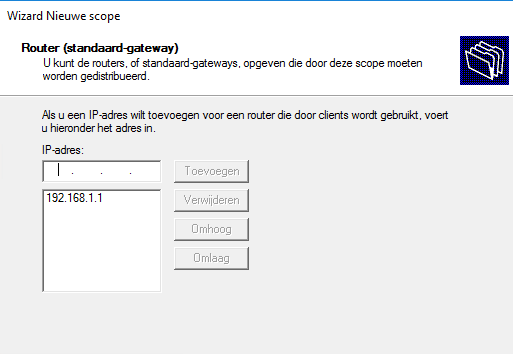 Wizard Nieuwe scope
Router (standaard-gateway)
U kunt de routers, of standaard-gateways, opgeven die door deze scope moeten
worden gedistribueerd.
Als u een IP-adres wilt toevoegen voor een router die door clients wordt gebruikt, voert
u hieronder het adres in.
IP-adres:
. . .
Toevoegen
192.168.1.1
Verwijderen
Omhoog
Omlaag